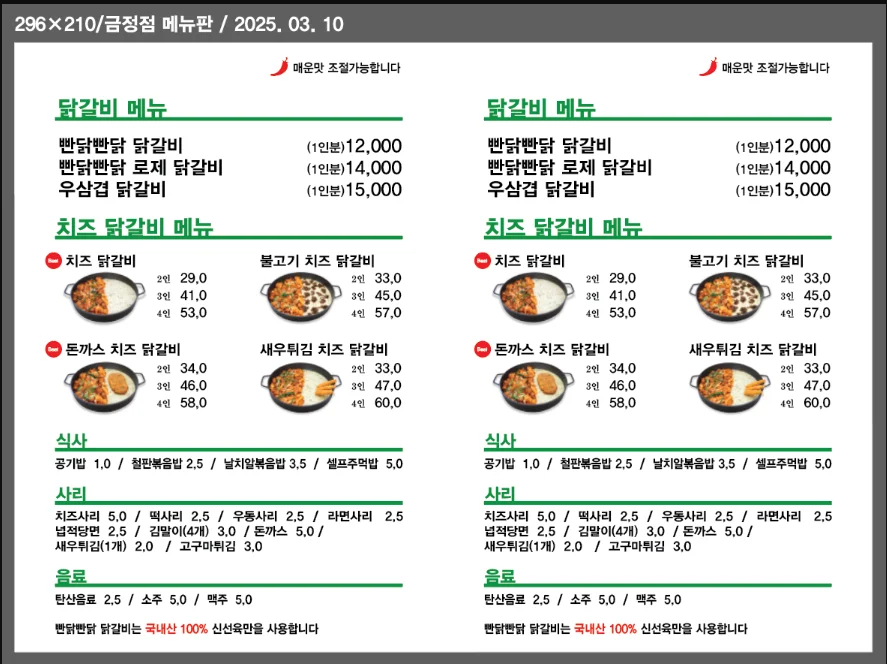 296×210/금정점 메뉴판 / 2025. 03. 10
매운맛 조절가능합니다
닭갈비 메뉴
빤닭빤닭 닭갈비 (1인분)12,000
빤닭빤닭 로제 닭갈비 (1인분)14,000
우삼겹 닭갈비 (1인분)15,000
치즈 닭갈비 메뉴
Best 치즈 닭갈비
2인 29,0
3인 41,0
4인 53,0
불고기 치즈 닭갈비
2인 33,0
3인 45,0
4인 57,0
Best 돈까스 치즈 닭갈비
2인 34,0
3인 46,0
4인 58,0
새우튀김 치즈 닭갈비
2인 33,0
3인 47,0
4인 60,0
식사
공기밥 1,0 / 철판볶음밥 2,5 / 날치알볶음밥 3,5 / 셀프주먹밥 5,0
사리
치즈사리 5,0 / 떡사리 2,5 / 우동사리 2,5 / 라면사리 2,5
넙적당면 2,5 / 김말이(4개) 3,0 / 돈까스 5,0 /
새우튀김(1개) 2,0 / 고구마튀김 3,0
음료
탄산음료 2,5 / 소주 5,0 / 맥주 5,0
빤닭빤닭 닭갈비는 국내산 100% 신선육만을 사용합니다
매운맛 조절가능합니다
닭갈비 메뉴
빤닭빤닭 닭갈비 (1인분)12,000
빤닭빤닭 로제 닭갈비 (1인분)14,000
우삼겹 닭갈비 (1인분)15,000
치즈 닭갈비 메뉴
Best 치즈 닭갈비
2인 29,0
3인 41,0
4인 53,0
불고기 치즈 닭갈비
2인 33,0
3인 45,0
4인 57,0
Best 돈까스 치즈 닭갈비
2인 34,0
3인 46,0
4인 58,0
새우튀김 치즈 닭갈비
2인 33,0
3인 47,0
4인 60,0
식사
공기밥 1,0 / 철판볶음밥 2,5 / 날치알볶음밥 3,5 / 셀프주먹밥 5,0
사리
치즈사리 5,0 / 떡사리 2,5 / 우동사리 2,5 / 라면사리 2,5
넙적당면 2,5 / 김말이(4개) 3,0 / 돈까스 5,0 /
새우튀김(1개) 2,0 / 고구마튀김 3,0
음료
탄산음료 2,5 / 소주 5,0 / 맥주 5,0
빤닭빤닭 닭갈비는 국내산 100% 신선육만을 사용합니다